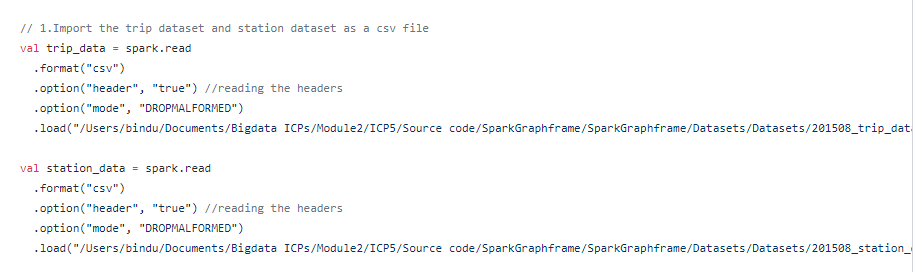 // 1.Import the trip dataset and station dataset as a csv file
val trip_data = spark.read
.format("csv")
.option("header", "true") //reading the headers
.option("mode", "DROPMALFORMED")
.load("/Users/bindu/Documents/Bigdata ICPs/Module2/ICP5/Source code/SparkGraphframe/SparkGraphframe/Datasets/Datasets/201508_trip_dat
val station_data = spark.read
.format("csv")
.option("header", "true") //reading the headers
.option("mode", "DROPMALFORMED")
.load("/Users/bindu/Documents/Bigdata ICPs/Module2/ICP5/Source code/SparkGraphframe/SparkGraphframe/Datasets/Datasets/201508_station_